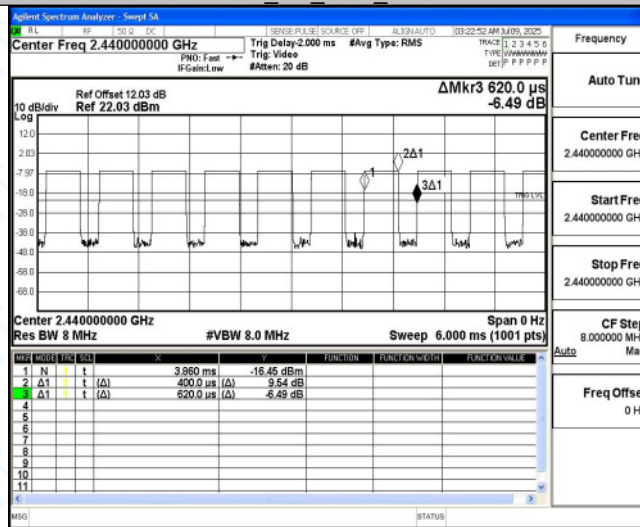 Agilent Spectrum Analyzer - Swept SA
RL RF 50 Ω DC SENSE:PULSE SOURCE OFF ALIGNAUTO 03:22:52 AM Jul 09, 2025
Center Freq 2.440000000 GHz
PNO: Fast
IFGain:Low
Trig Delay-2.000 ms
Trig: Video
#Atten: 20 dB
#Avg Type: RMS
TRACE 1 2 3 4 5 6
TYPE WWWWWW
DET P P P P P P
Frequency
Auto Tun
ΔMkr3 620.0 µs
-6.49 dB
Ref Offset 12.03 dB
10 dB/div Ref 22.03 dBm
Log
12.0
2.03
-7.97
-18.0
-28.0
-38.0
-48.0
-58.0
-68.0
1
2Δ1
3Δ1
TRIG LVL
Center Fre
2.440000000 GH
Start Fre
2.440000000 GH
Stop Fre
2.440000000 GH
Center 2.440000000 GHz Span 0 Hz
Res BW 8 MHz #VBW 8.0 MHz Sweep 6.000 ms (1001 pts)
CF Step
8.000000 MH
Auto Ma
Freq Offse
0 H
MKR MODE TRC SCL X Y FUNCTION FUNCTION WIDTH FUNCTION VALUE
1 N 1 t 3.860 ms -16.45 dBm
2 Δ1 1 t (Δ) 400.0 µs (Δ) 9.54 dB
3 Δ1 1 t (Δ) 620.0 µs (Δ) -6.49 dB
4
5
6
7
8
9
10
11
MSG STATUS